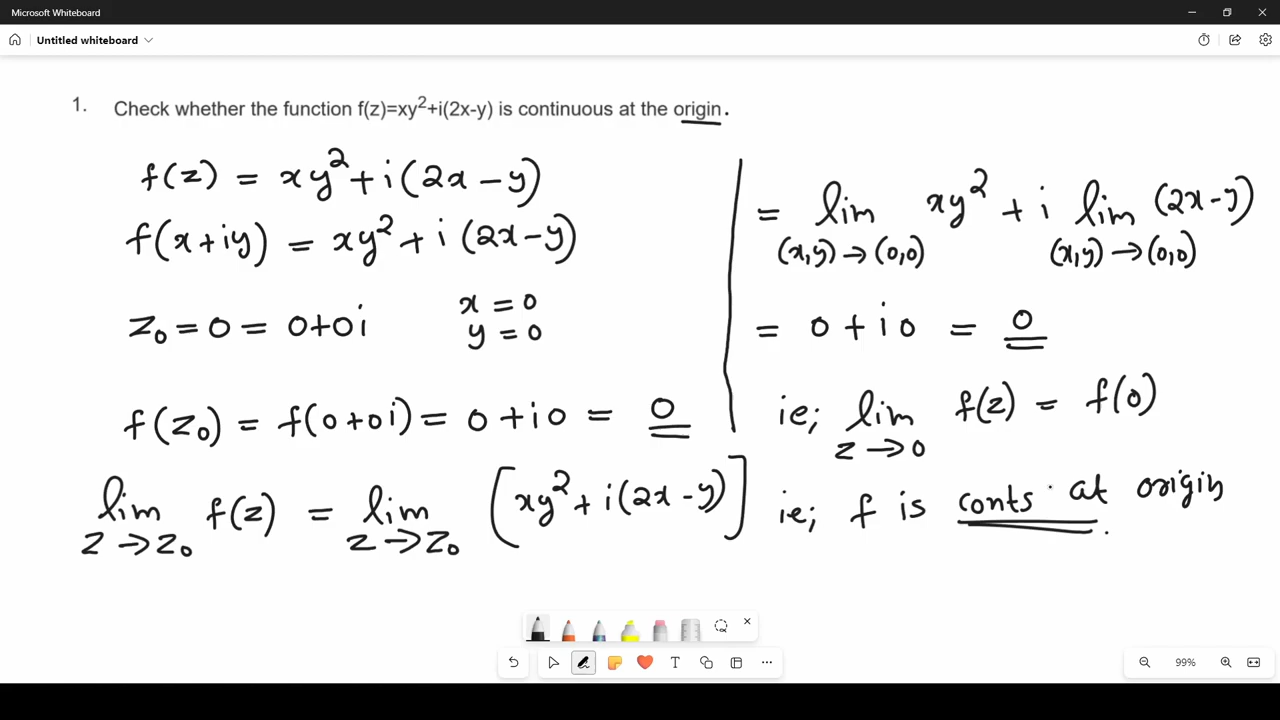 Microsoft Whiteboard
Untitled whiteboard
1. Check whether the function f(z)=xy²+i(2x-y) is continuous at the origin.
f(z) = xy² + i(2x - y)
f(x+iy) = xy² + i(2x-y)
z₀ = 0 = 0+0i
x = 0
y = 0
f(z₀) = f(0+0i) = 0+i0 = 0
lim f(z) = lim [xy² + i(2x-y)]
z → z₀ z → z₀
= lim xy² + i lim (2x-y)
(x,y) → (0,0) (x,y) → (0,0)
= 0 + i0 = 0
ie; lim f(z) = f(0)
z → 0
ie; f is conts at origin.
99%